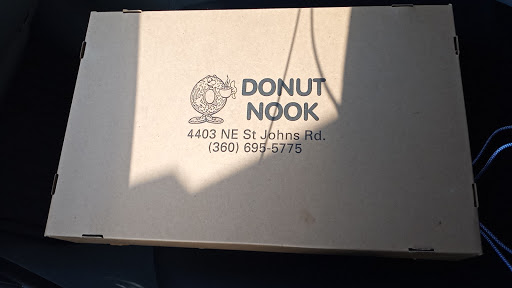 DONUT
NOOK
4403 NE St Johns Rd.
(360) 695-5775